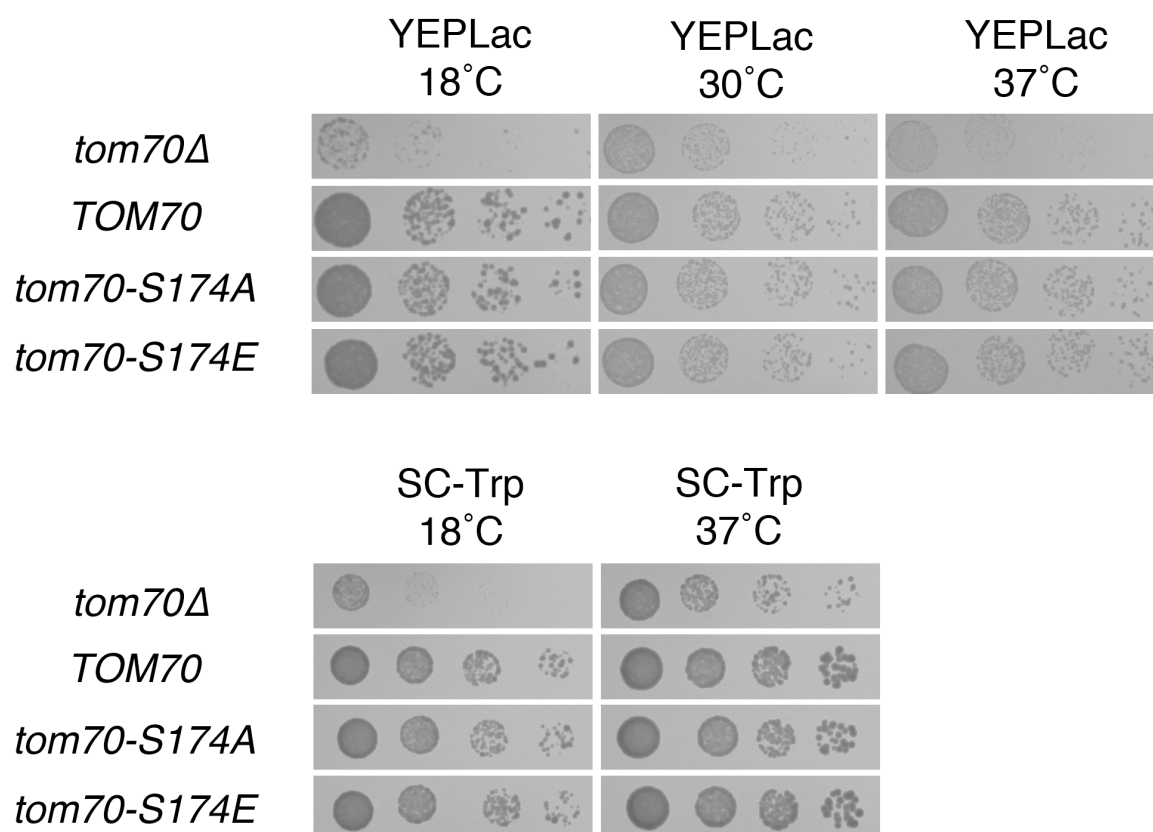 YEPLac YEPLac YEPLac
18˚C 30˚C 37˚C
tom70Δ
TOM70
tom70-S174A
tom70-S174E
SC-Trp SC-Trp
18˚C 37˚C
tom70Δ
TOM70
tom70-S174A
tom70-S174E